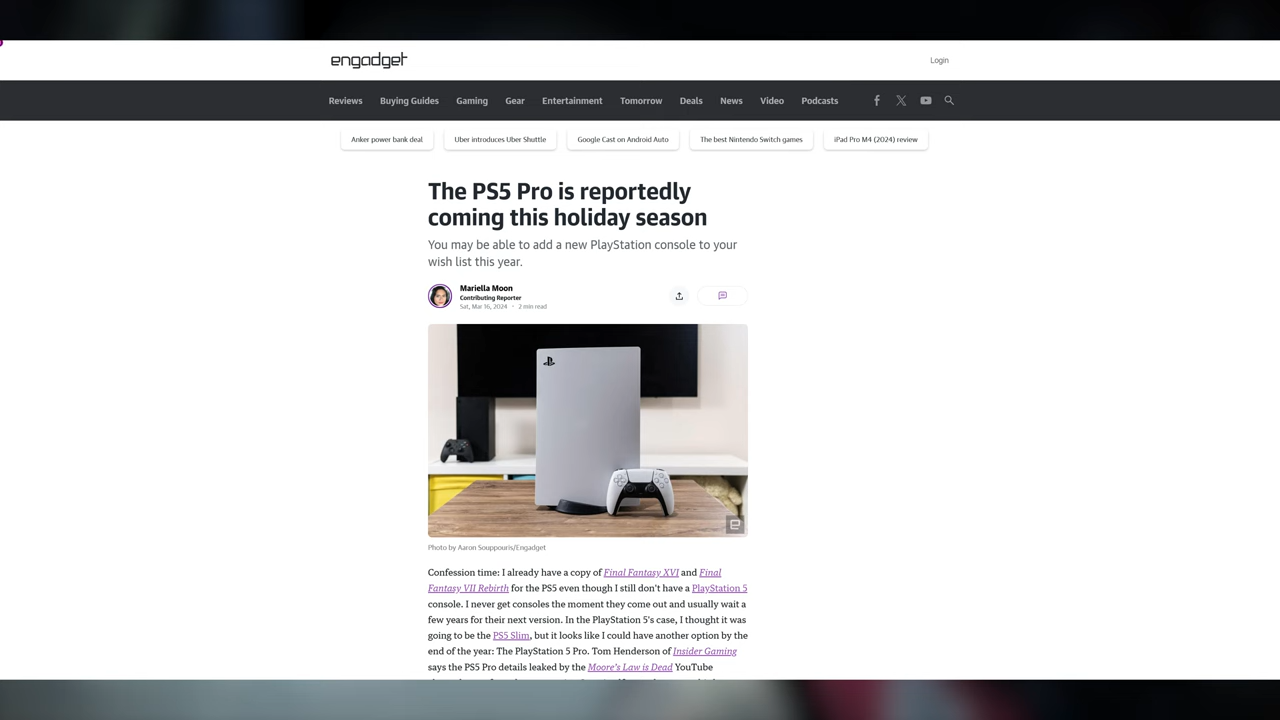 engadget
Login
Reviews
Buying Guides
Gaming
Gear
Entertainment
Tomorrow
Deals
News
Video
Podcasts
Anker power bank deal
Uber introduces Uber Shuttle
Google Cast on Android Auto
The best Nintendo Switch games
iPad Pro M4 (2024) review
The PS5 Pro is reportedly
coming this holiday season
You may be able to add a new PlayStation console to your
wish list this year.
Mariella Moon
Contributing Reporter
Sat, Mar 16, 2024 · 2 min read
Photo by Aaron Souppouris/Engadget
Confession time: I already have a copy of Final Fantasy XVI and Final
Fantasy VII Rebirth for the PS5 even though I still don't have a PlayStation 5
console. I never get consoles the moment they come out and usually wait a
few years for their next version. In the PlayStation 5's case, I thought it was
going to be the PS5 Slim, but it looks like I could have another option by the
end of the year: The PlayStation 5 Pro. Tom Henderson of Insider Gaming
says the PS5 Pro details leaked by the Moore's Law is Dead YouTube